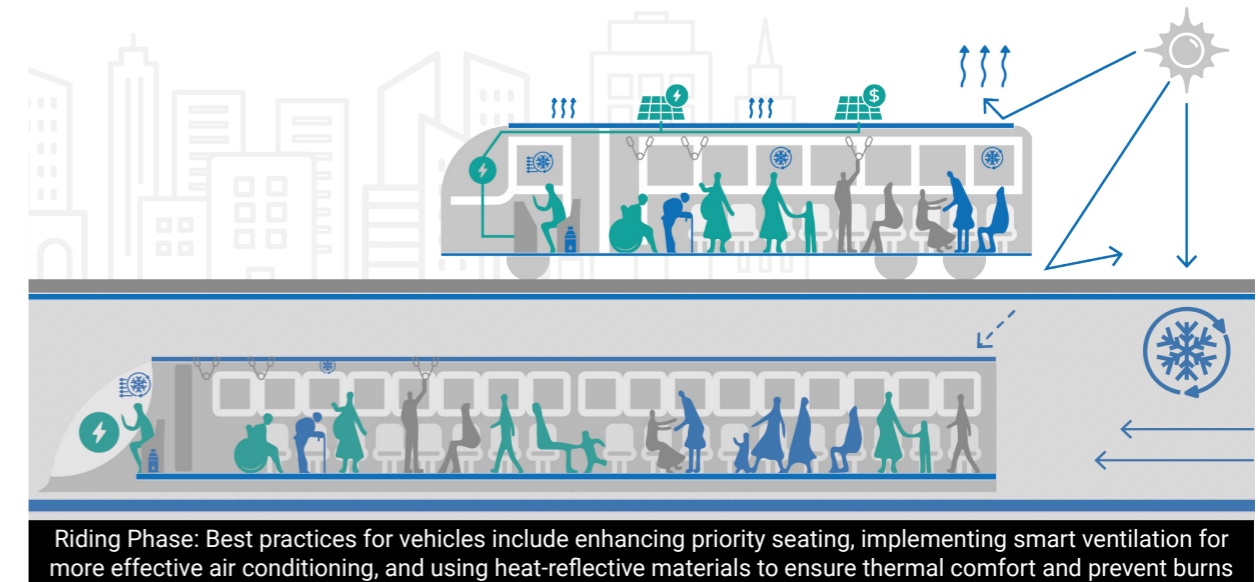 $
Riding Phase: Best practices for vehicles include enhancing priority seating, implementing smart ventilation for
more effective air conditioning, and using heat-reflective materials to ensure thermal comfort and prevent burns